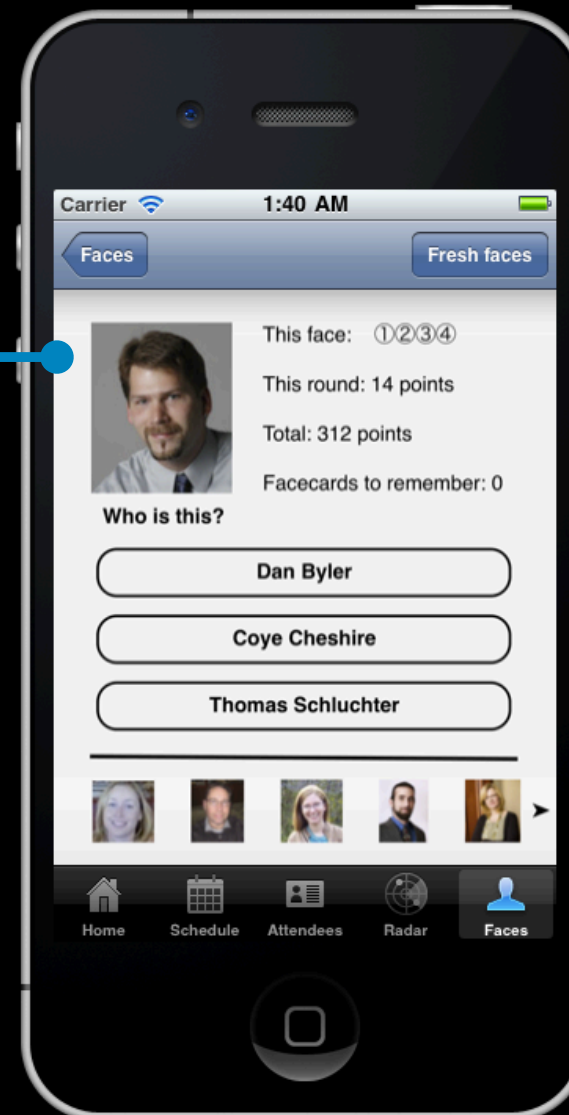 Carrier 1:40 AM
Faces Fresh faces
This face: ①②③④
This round: 14 points
Total: 312 points
Facecards to remember: 0
Who is this?
Dan Byler
Coye Cheshire
Thomas Schluchter
Home Schedule Attendees Radar Faces